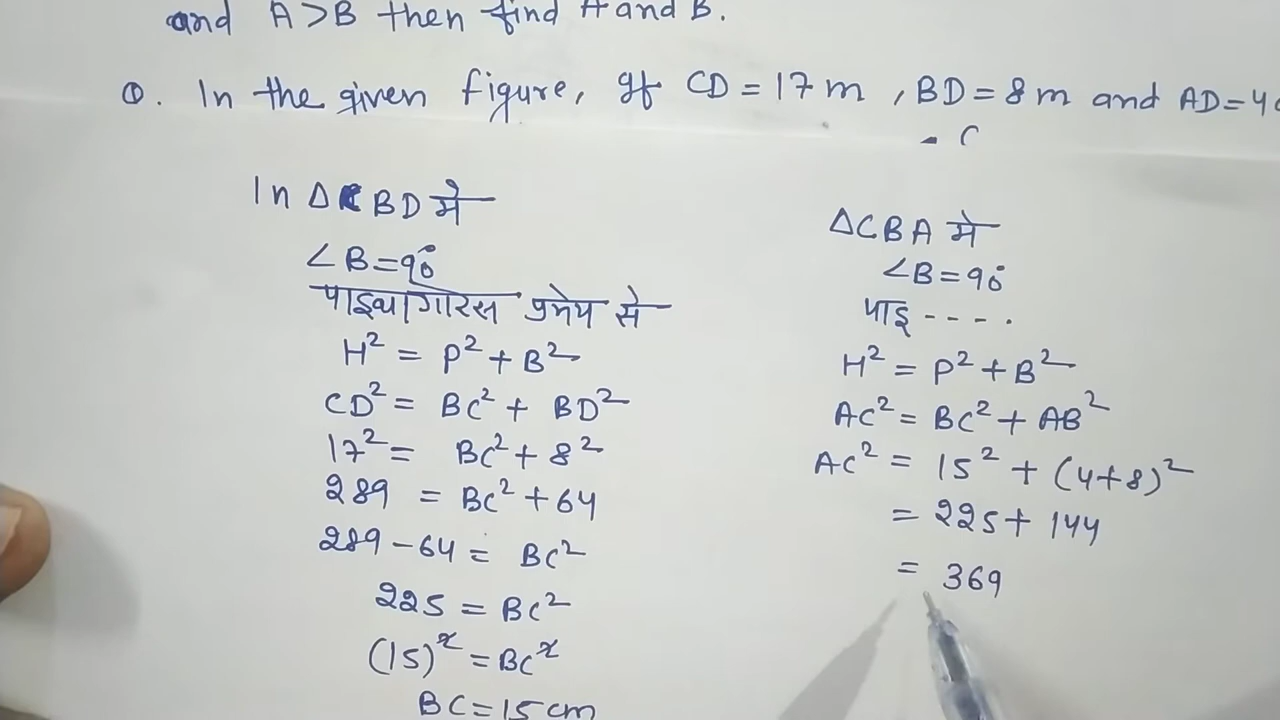 and A>B then find A and B.
Q. In the given figure, If CD = 17 m , BD = 8 m and AD = 4
In Δ CBD मे
∠B = 90°
पाइथागोरस प्रमेय से
H² = P² + B²
CD² = BC² + BD²
17² = BC² + 8²
289 = BC² + 64
289 - 64 = BC²
225 = BC²
(15)² = BC²
BC = 15 cm
ΔCBA मे
∠B = 90°
पाइ - - - - .
H² = P² + B²
AC² = BC² + AB²
AC² = 15² + (4+8)²
= 225 + 144
= 369